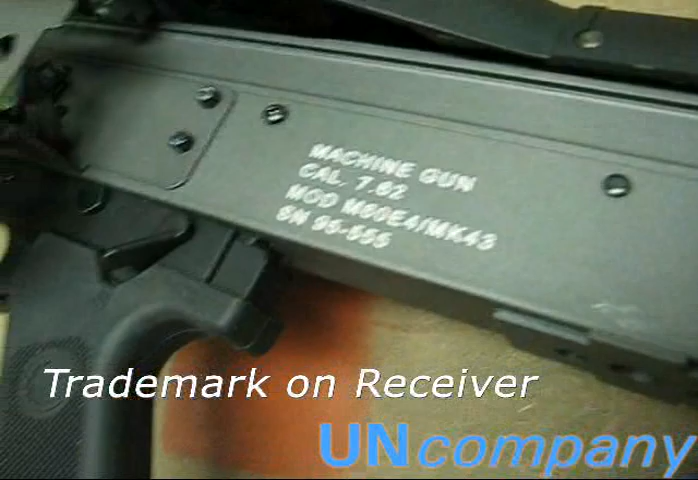 MACHINE GUN
CAL. 7.62
MOD M60E4/MK43
SN 95-555
Trademark on Receiver
UNcompany